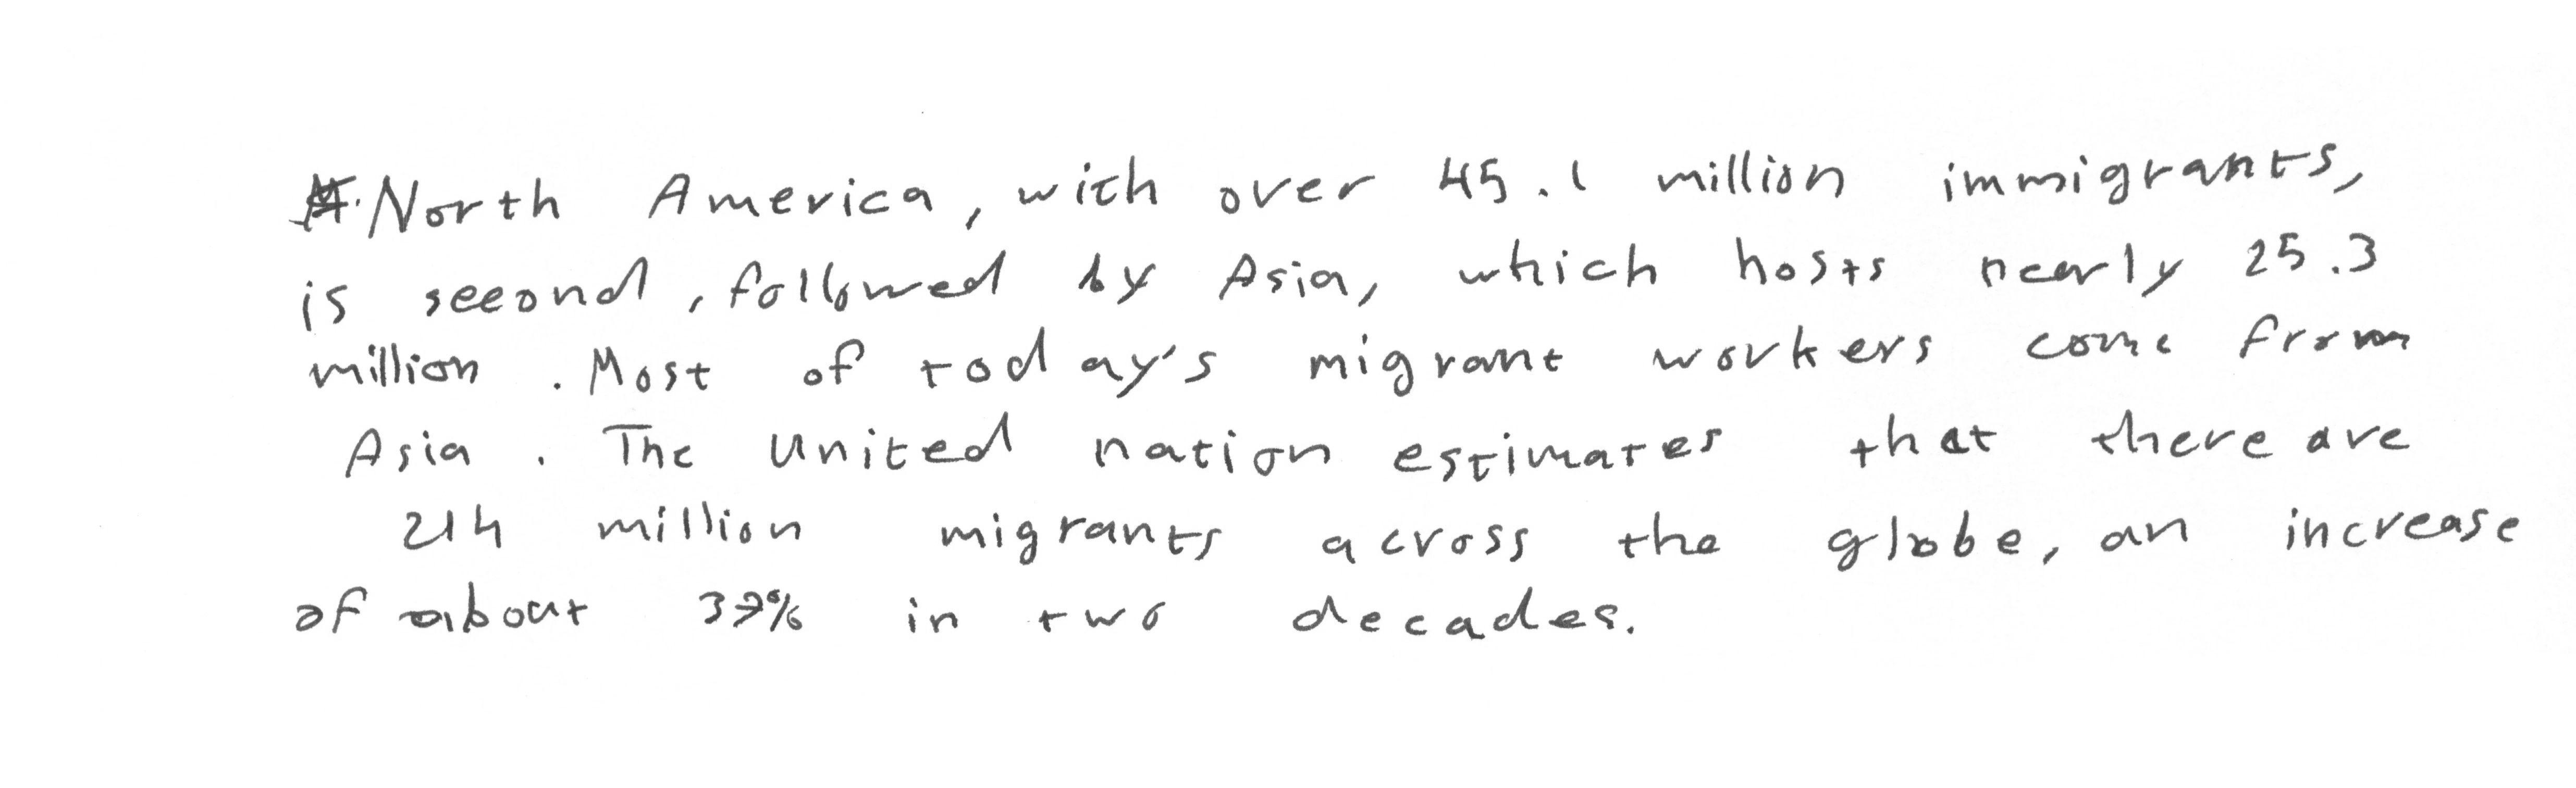 North America, with over 45.1 million immigrants,
is second, followed by Asia, which hosts nearly 25.3
million. Most of today's migrant workers come from
Asia. The united nation estimates that there are
214 million migrants across the globe, an increase
of about 37% in two decades.